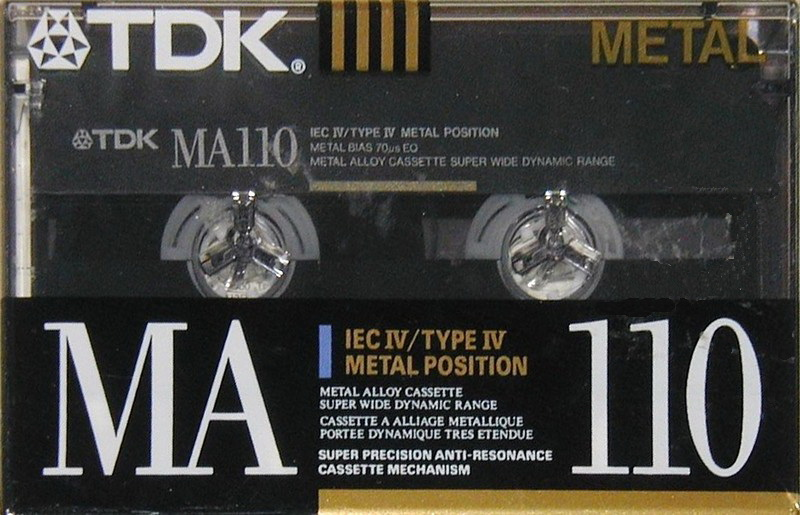 TDK®
METAL
TDK MA110
IEC IV/TYPE IV METAL POSITION
METAL BIAS 70µs EQ
METAL ALLOY CASSETTE SUPER WIDE DYNAMIC RANGE
MA
IEC IV/TYPE IV
METAL POSITION
METAL ALLOY CASSETTE
SUPER WIDE DYNAMIC RANGE
CASSETTE A ALLIAGE METALLIQUE
PORTEE DYNAMIQUE TRES ETENDUE
SUPER PRECISION ANTI-RESONANCE
CASSETTE MECHANISM
110